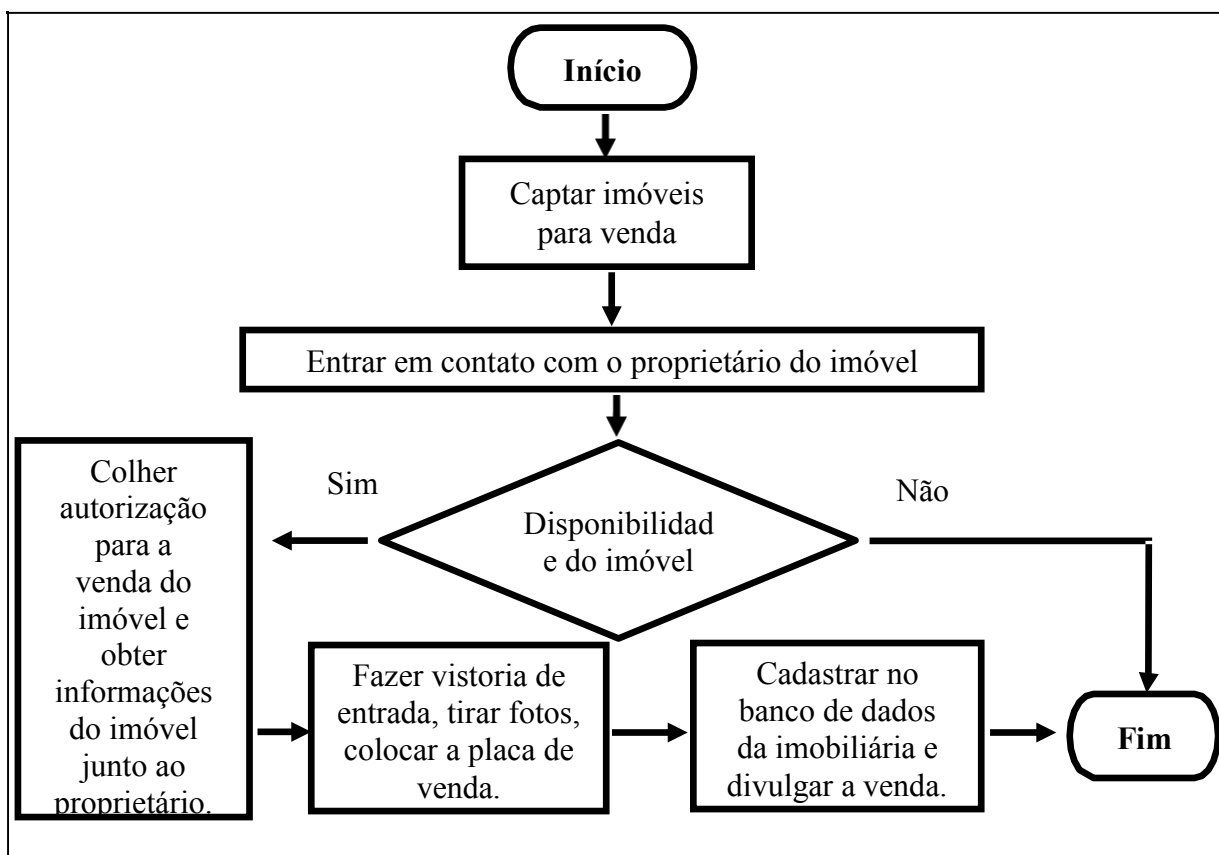 Início
Captar imóveis
para venda
Entrar em contato com o proprietário do imóvel
Disponibilidad
e do imóvel
Sim
Não
Colher
autorização
para a
venda do
imóvel e
obter
informações
do imóvel
junto ao
proprietário.
Fazer vistoria de
entrada, tirar fotos,
colocar a placa de
venda.
Cadastrar no
banco de dados
da imobiliária e
divulgar a venda.
Fim